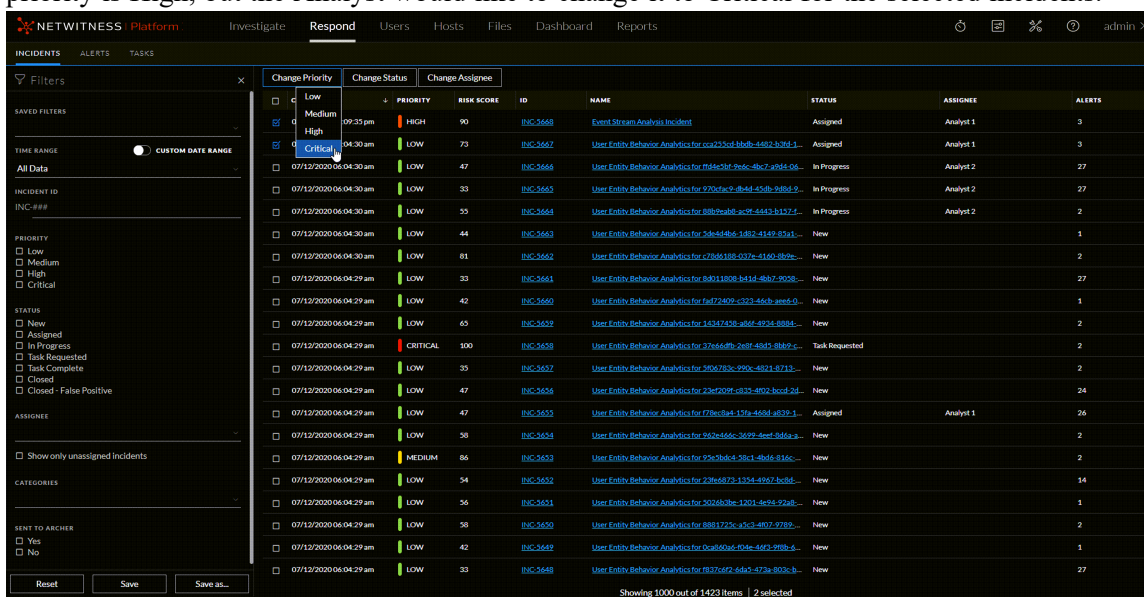 priority is High, but the Analyst would like to change it to Critical for the selected incidents.
NETWITNESS Platform Investigate Respond Users Hosts Files Dashboard Reports admin
INCIDENTS ALERTS TASKS
Filters
Change Priority Change Status Change Assignee
Low
Medium
High
Critical
SAVED FILTERS
TIME RANGE CUSTOM DATE RANGE
All Data
INCIDENT ID
INC-###
PRIORITY
Low
Medium
High
Critical
STATUS
New
Assigned
In Progress
Task Requested
Task Complete
Closed
Closed - False Positive
ASSIGNEE
Show only unassigned incidents
CATEGORIES
SENT TO ARCHER
Yes
No
Reset Save Save as...
C PRIORITY RISK SCORE ID NAME STATUS ASSIGNEE ALERTS
0 :09:35 pm HIGH 90 INC-5668 Event Stream Analysis Incident Assigned Analyst 1 3
0 :04:30 am LOW 73 INC-5667 User Entity Behavior Analytics for cca255cd-bbdb-4482-b3fd-1... Assigned Analyst 1 3
07/12/2020 06:04:30 am LOW 47 INC-5666 User Entity Behavior Analytics for ffd4e5bf-9e6c-4bc7-a9d4-06... In Progress Analyst 2 27
07/12/2020 06:04:30 am LOW 33 INC-5665 User Entity Behavior Analytics for 970cfac9-db4d-45db-9d8d-9... In Progress Analyst 2 27
07/12/2020 06:04:30 am LOW 55 INC-5664 User Entity Behavior Analytics for 88b9eab8-ac9f-4443-b157-f... In Progress Analyst 2 2
07/12/2020 06:04:30 am LOW 44 INC-5663 User Entity Behavior Analytics for 5de4d4b6-1d82-4149-85a1-... New 1
07/12/2020 06:04:30 am LOW 81 INC-5662 User Entity Behavior Analytics for c78d6188-037e-4160-8b9e-... New 2
07/12/2020 06:04:29 am LOW 33 INC-5661 User Entity Behavior Analytics for 8d011808-b41d-4bb7-9058-... New 27
07/12/2020 06:04:29 am LOW 42 INC-5660 User Entity Behavior Analytics for fad72409-c323-46cb-aee6-0... New 1
07/12/2020 06:04:29 am LOW 65 INC-5659 User Entity Behavior Analytics for 14347458-a86f-4934-8884-... New 2
07/12/2020 06:04:29 am CRITICAL 100 INC-5658 User Entity Behavior Analytics for 37e66dfb-2e8f-48d5-8bb9-c... Task Requested 2
07/12/2020 06:04:29 am LOW 35 INC-5657 User Entity Behavior Analytics for 5f06783c-990c-4821-8713-... New 2
07/12/2020 06:04:29 am LOW 47 INC-5656 User Entity Behavior Analytics for 23ef209f-c835-4f02-bccd-2d... New 24
07/12/2020 06:04:29 am LOW 47 INC-5655 User Entity Behavior Analytics for f78ec8a4-15fa-468d-a839-1... Assigned Analyst 1 26
07/12/2020 06:04:29 am LOW 58 INC-5654 User Entity Behavior Analytics for 962e466c-3699-4eef-8d6a-a... New 2
07/12/2020 06:04:29 am MEDIUM 86 INC-5653 User Entity Behavior Analytics for 95e5bdc4-58c1-4bd6-816c-... New 2
07/12/2020 06:04:29 am LOW 54 INC-5652 User Entity Behavior Analytics for 23fe6873-1354-4967-bc8d-... New 14
07/12/2020 06:04:29 am LOW 56 INC-5651 User Entity Behavior Analytics for 5026b3be-1201-4e94-92a8-... New 1
07/12/2020 06:04:29 am LOW 58 INC-5650 User Entity Behavior Analytics for 8881725c-a5c3-4f07-9789-... New 2
07/12/2020 06:04:29 am LOW 42 INC-5649 User Entity Behavior Analytics for 0ca860a6-f04e-46f3-9f8b-6... New 1
07/12/2020 06:04:29 am LOW 33 INC-5648 User Entity Behavior Analytics for f837c6f2-6da5-473a-803c-b... New 27
Showing 1000 out of 1423 items | 2 selected